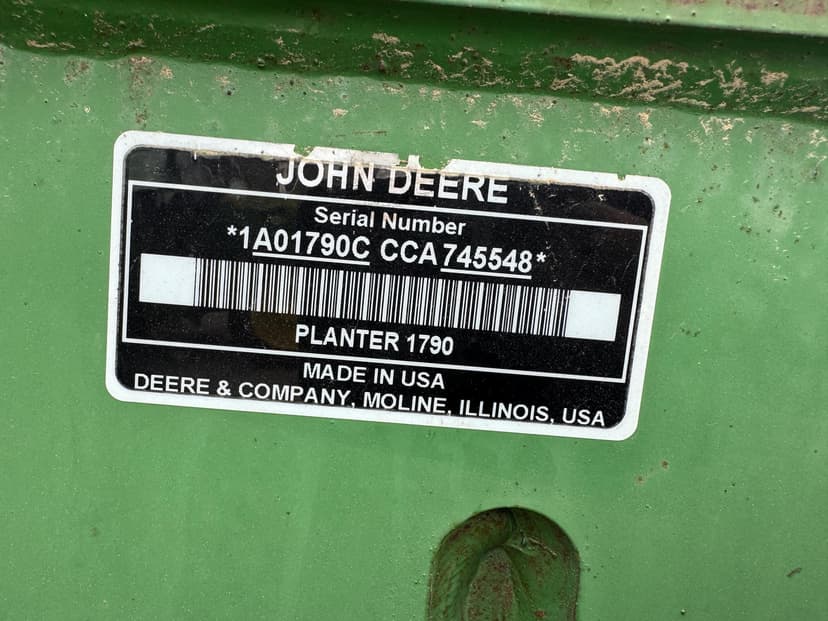 JOHN DEERE
Serial Number
*1A01790C CCA745548*
PLANTER 1790
MADE IN USA
DEERE & COMPANY, MOLINE, ILLINOIS, USA